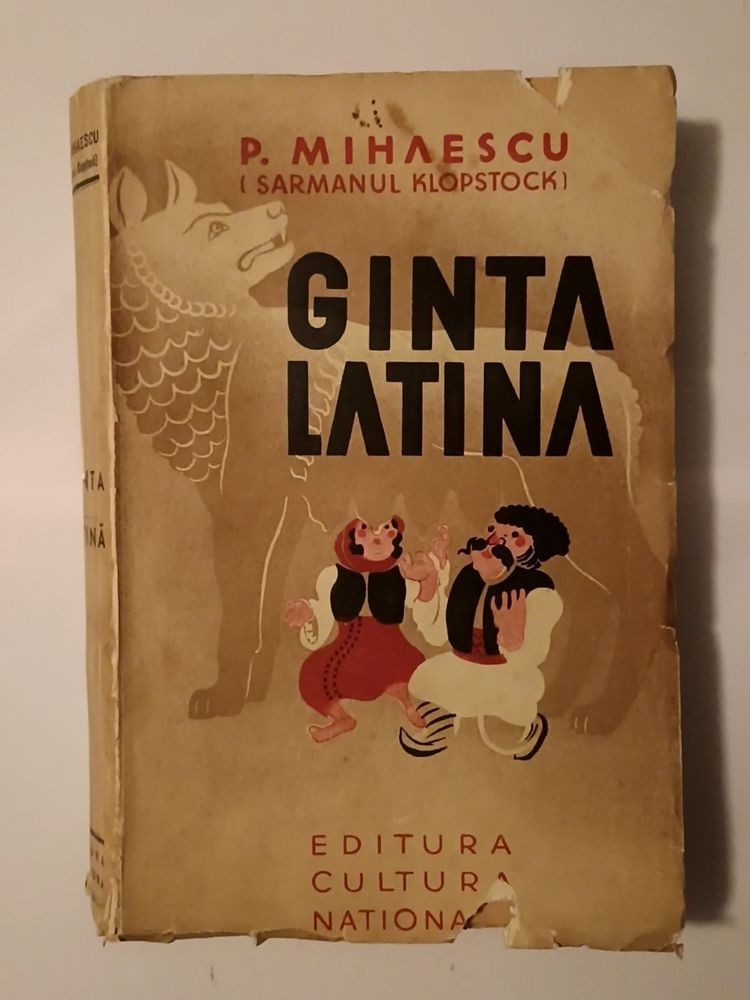 P. MIHAESCU
( SARMANUL KLOPSTOCK )
GINTA
LATINA
EDITURA
CULTURA
NATIONA